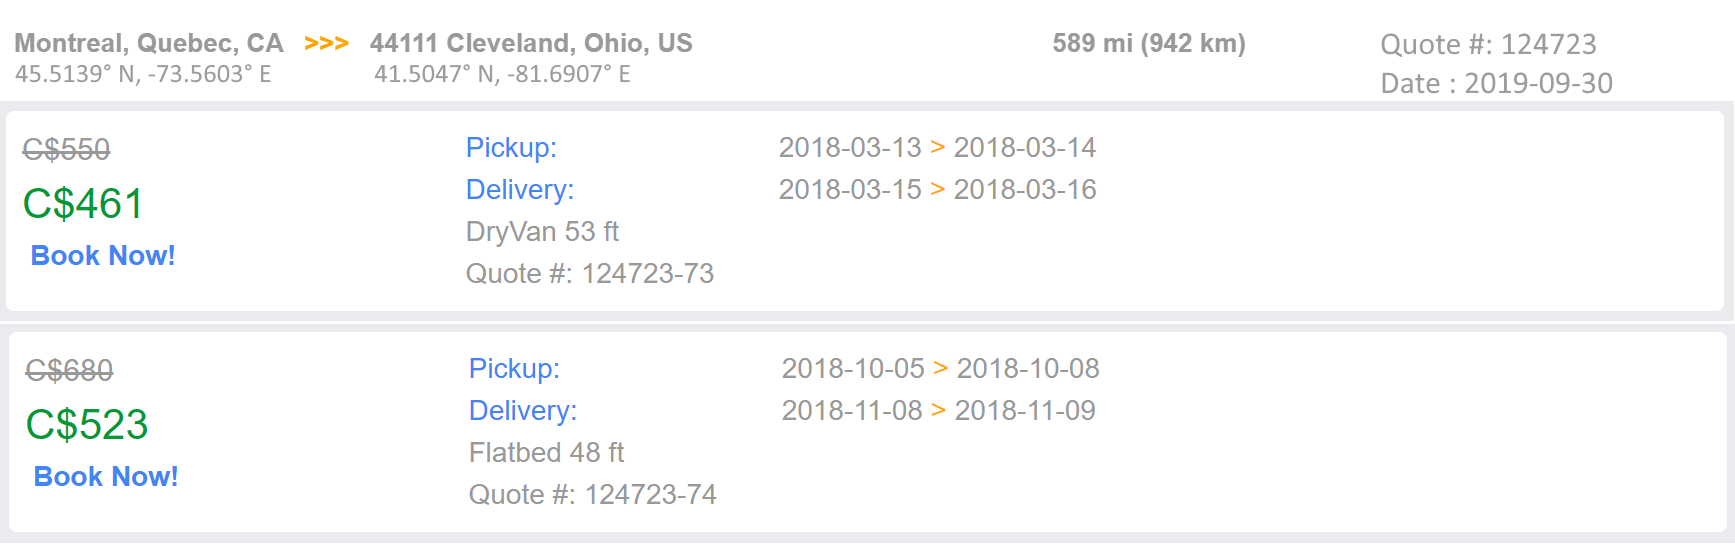 Montreal, Quebec, CA >>> 44111 Cleveland, Ohio, US 589 mi (942 km) Quote #: 124723
45.5139° N, -73.5603° E 41.5047° N, -81.6907° E Date : 2019-09-30
C$550 Pickup: 2018-03-13 > 2018-03-14
C$461 Delivery: 2018-03-15 > 2018-03-16
DryVan 53 ft
Book Now! Quote #: 124723-73
C$680 Pickup: 2018-10-05 > 2018-10-08
C$523 Delivery: 2018-11-08 > 2018-11-09
Flatbed 48 ft
Book Now! Quote #: 124723-74